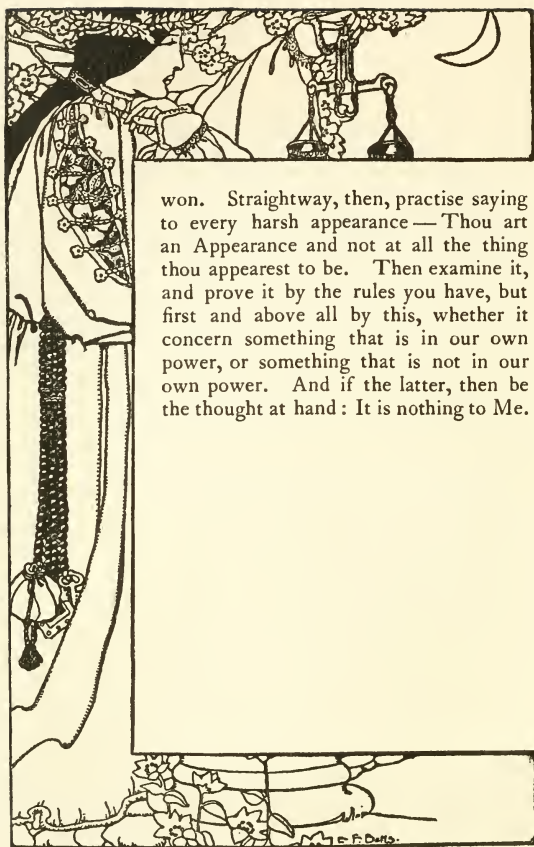 won. Straightway, then, practise saying
to every harsh appearance — Thou art
an Appearance and not at all the thing
thou appearest to be. Then examine it,
and prove it by the rules you have, but
first and above all by this, whether it
concern something that is in our own
power, or something that is not in our
own power. And if the latter, then be
the thought at hand : It is nothing to Me.